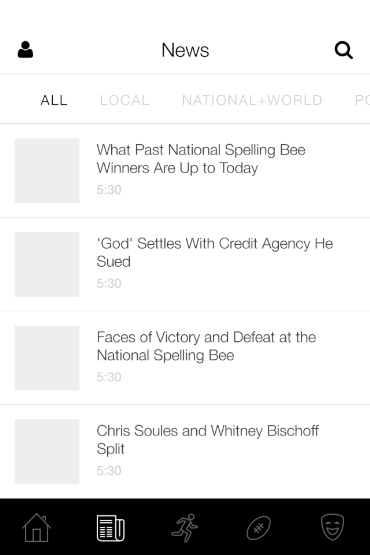 News
ALL LOCAL NATIONAL+WORLD
What Past National Spelling Bee
Winners Are Up to Today
5:30
'God' Settles With Credit Agency He
Sued
5:30
Faces of Victory and Defeat at the
National Spelling Bee
5:30
Chris Soules and Whitney Bischoff
Split
5:30